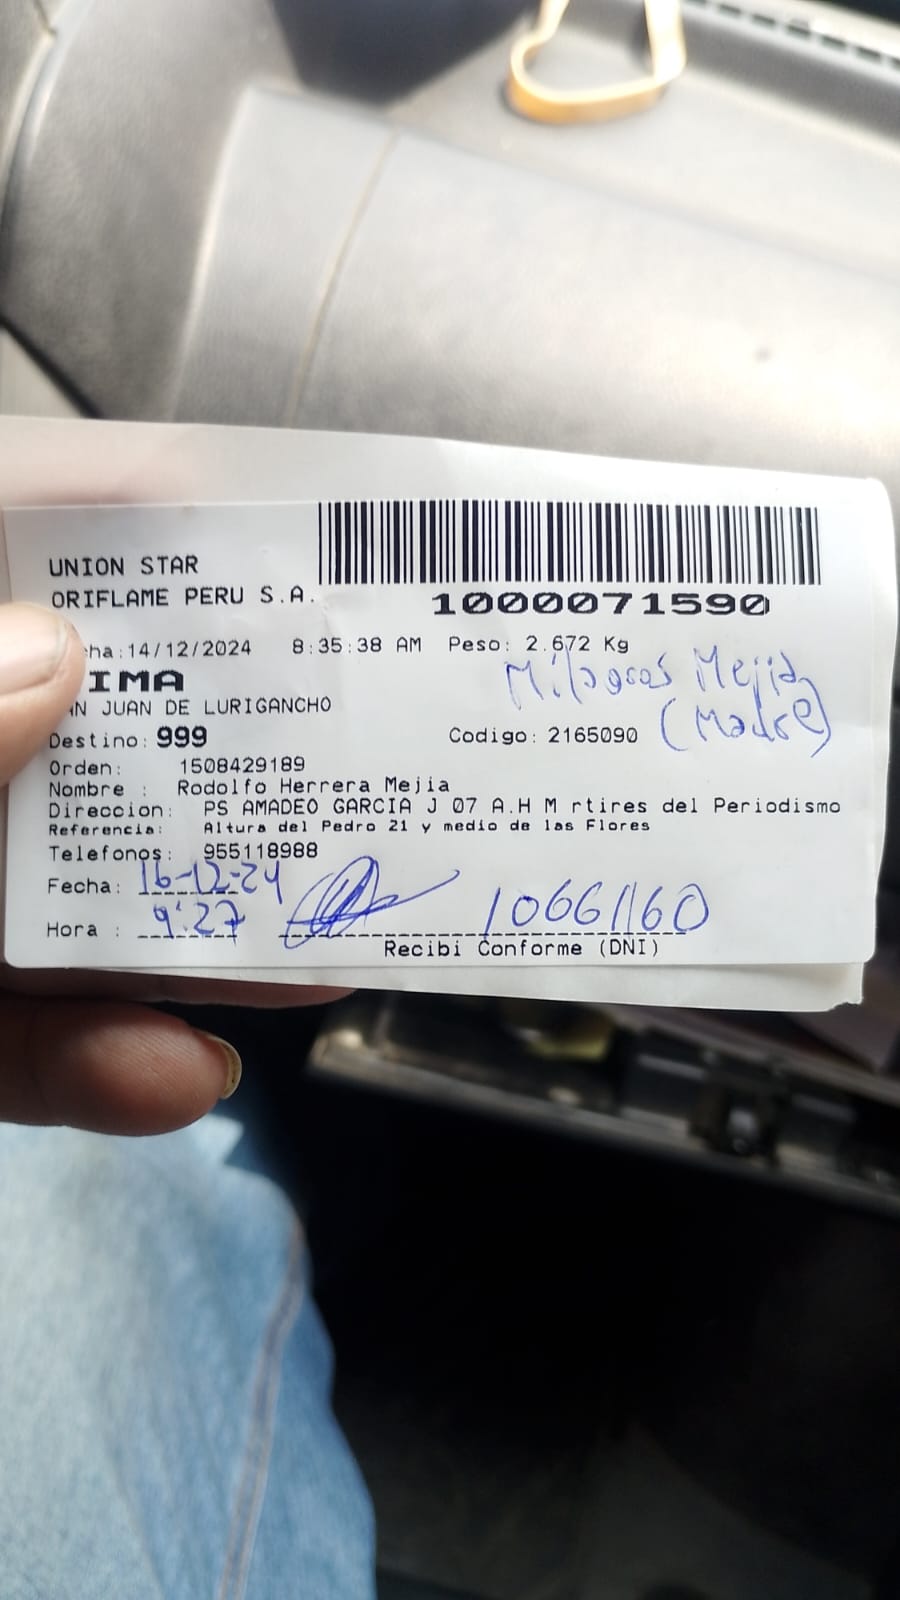 UNION STAR
ORIFLAME PERU S.A.
1000071590
ha:14/12/2024 8:35:38 AM Peso: 2.672 Kg
IMA
Milagros Mejia
N JUAN DE LURIGANCHO
(Madre)
Destino: 999 Codigo: 2165090
Orden: 1508429189
Nombre : Rodolfo Herrera Mejia
Direccion: PS AMADEO GARCIA J 07 A.H M rtires del Periodismo
Referencia: Altura del Pedro 21 y medio de las Flores
Telefonos: 955118988
Fecha: 16-12-24
Hora : 9:27 10661160
Recibi Conforme (DNI)